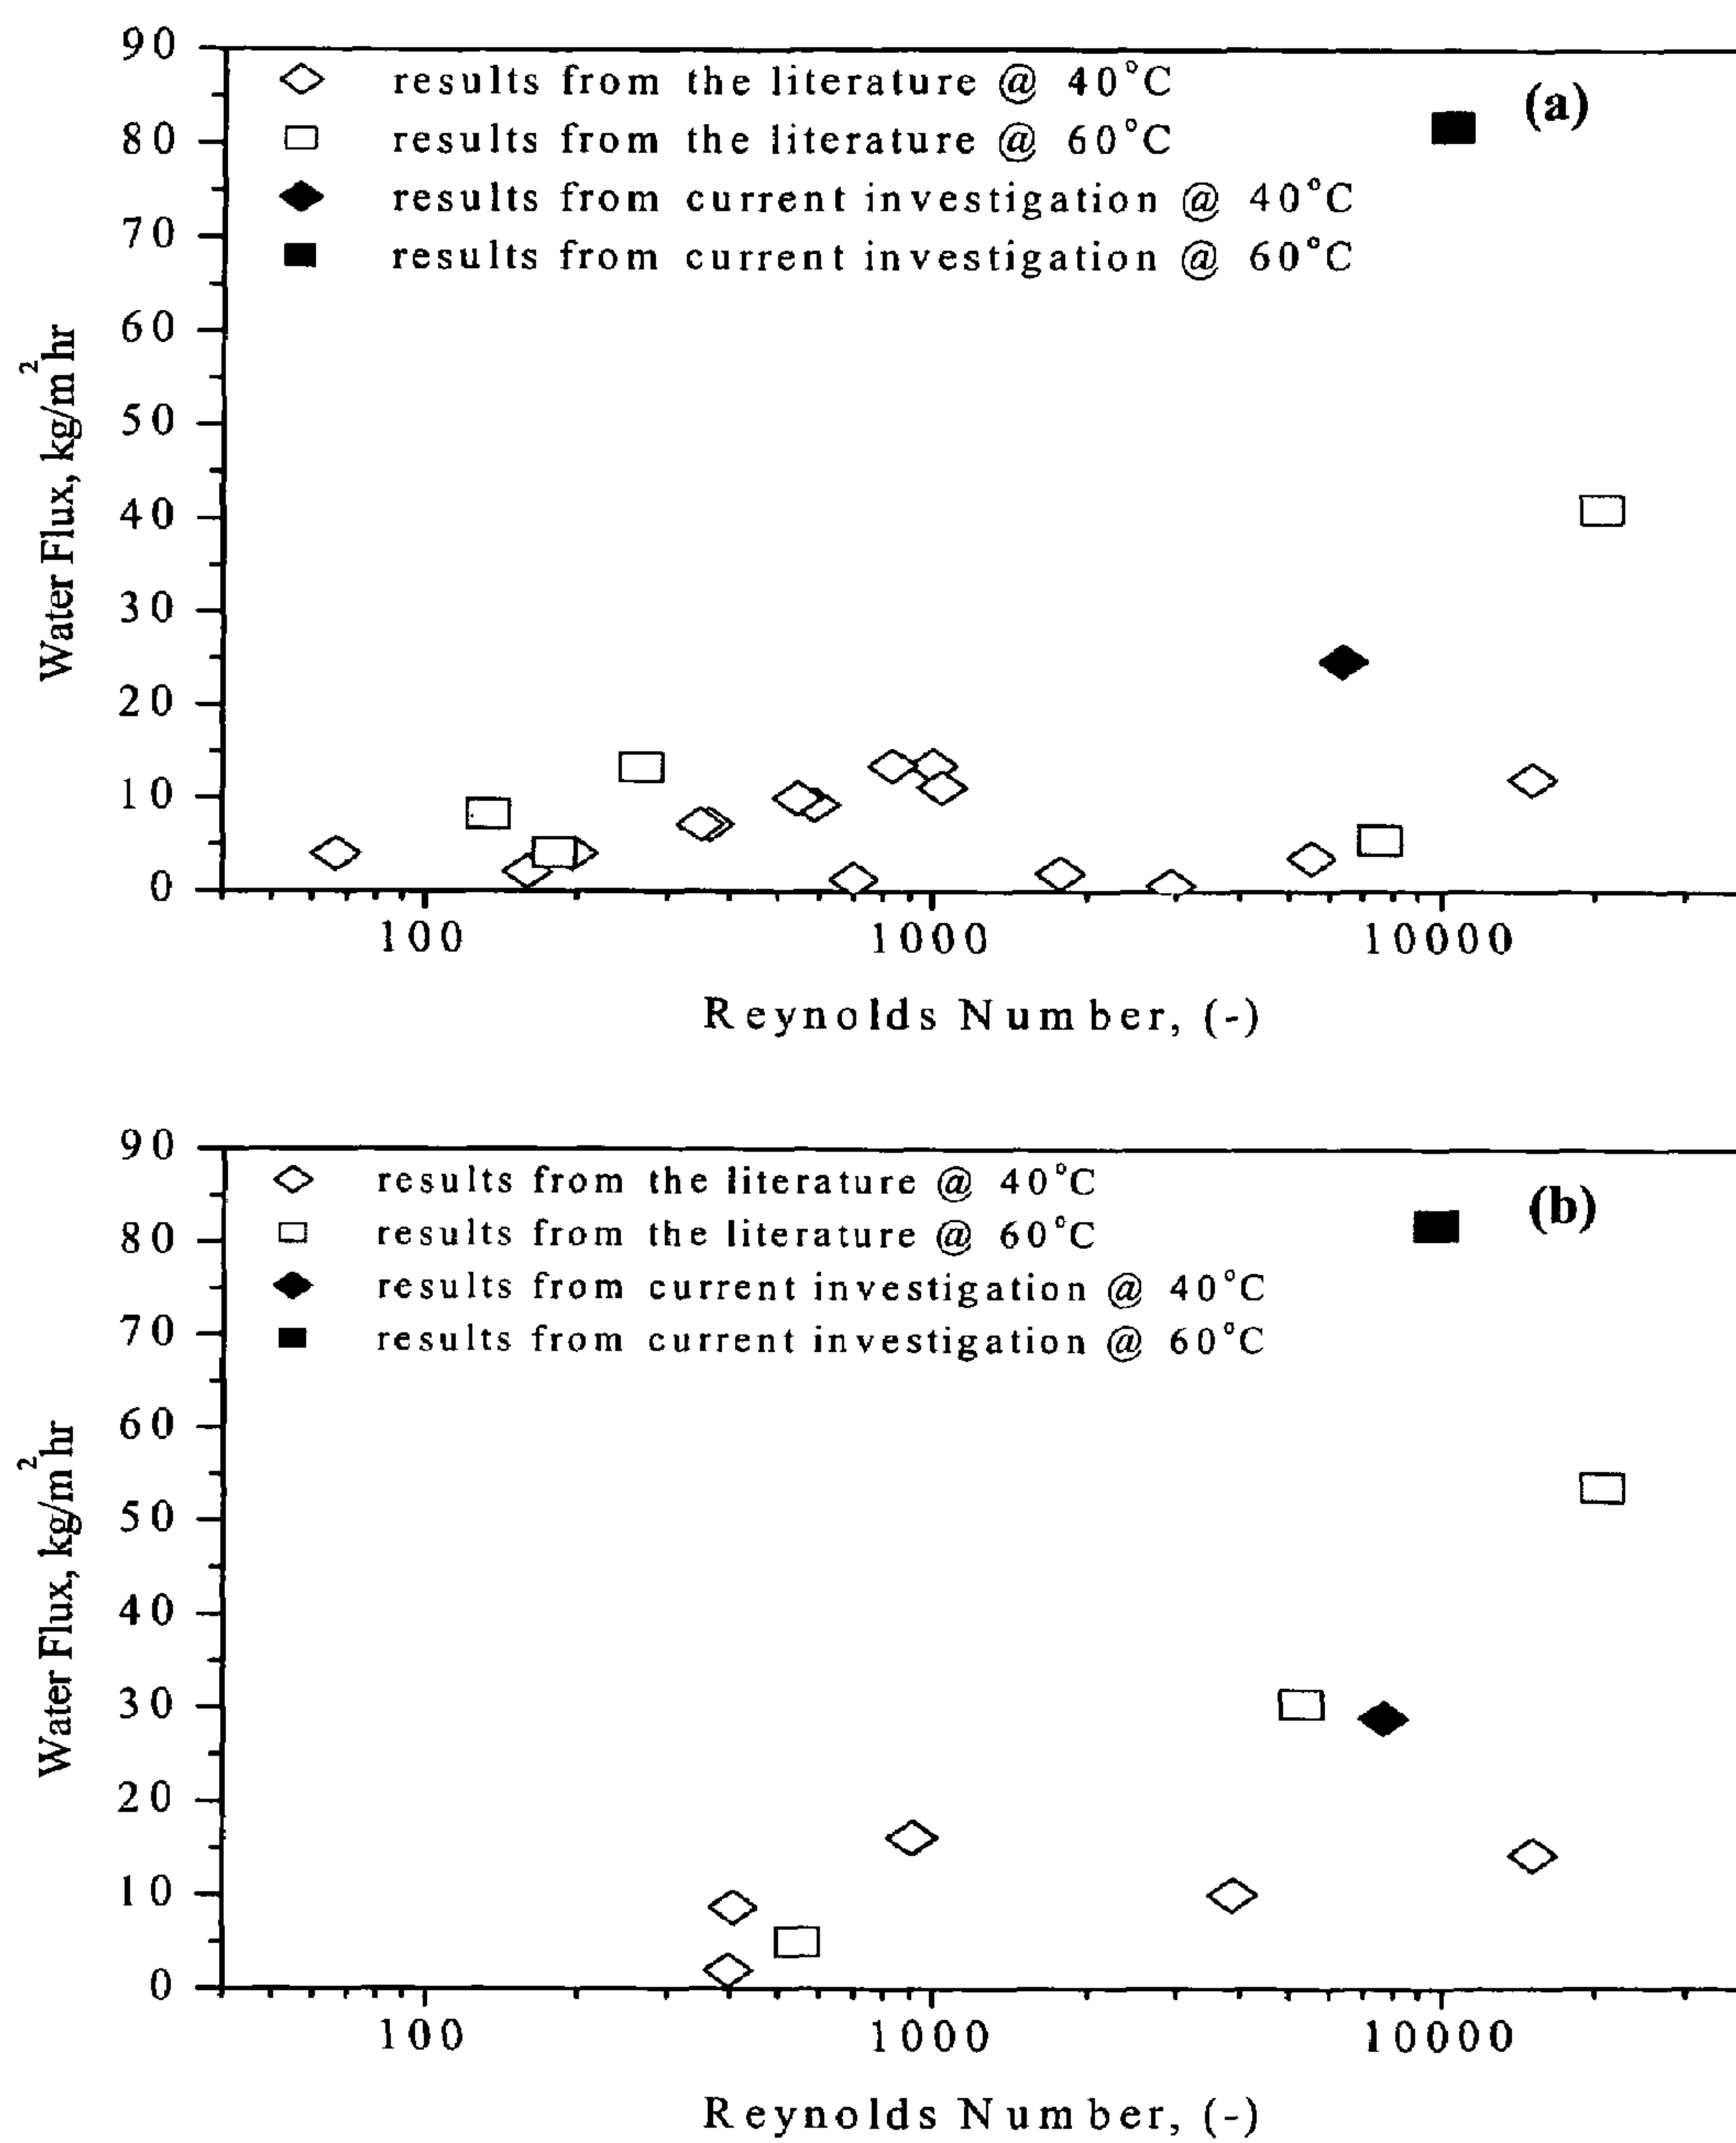 90
80
70
60
50
40
30
20
10
0
Water Flux, kg/m²hr
results from the literature @ 40°C
results from the literature @ 60°C
results from current investigation @ 40°C
results from current investigation @ 60°C
(a)
100 1000 10000
Reynolds Number, (-)
90
80
70
60
50
40
30
20
10
0
Water Flux, kg/m²hr
results from the literature @ 40°C
results from the literature @ 60°C
results from current investigation @ 40°C
results from current investigation @ 60°C
(b)
100 1000 10000
Reynolds Number, (-)